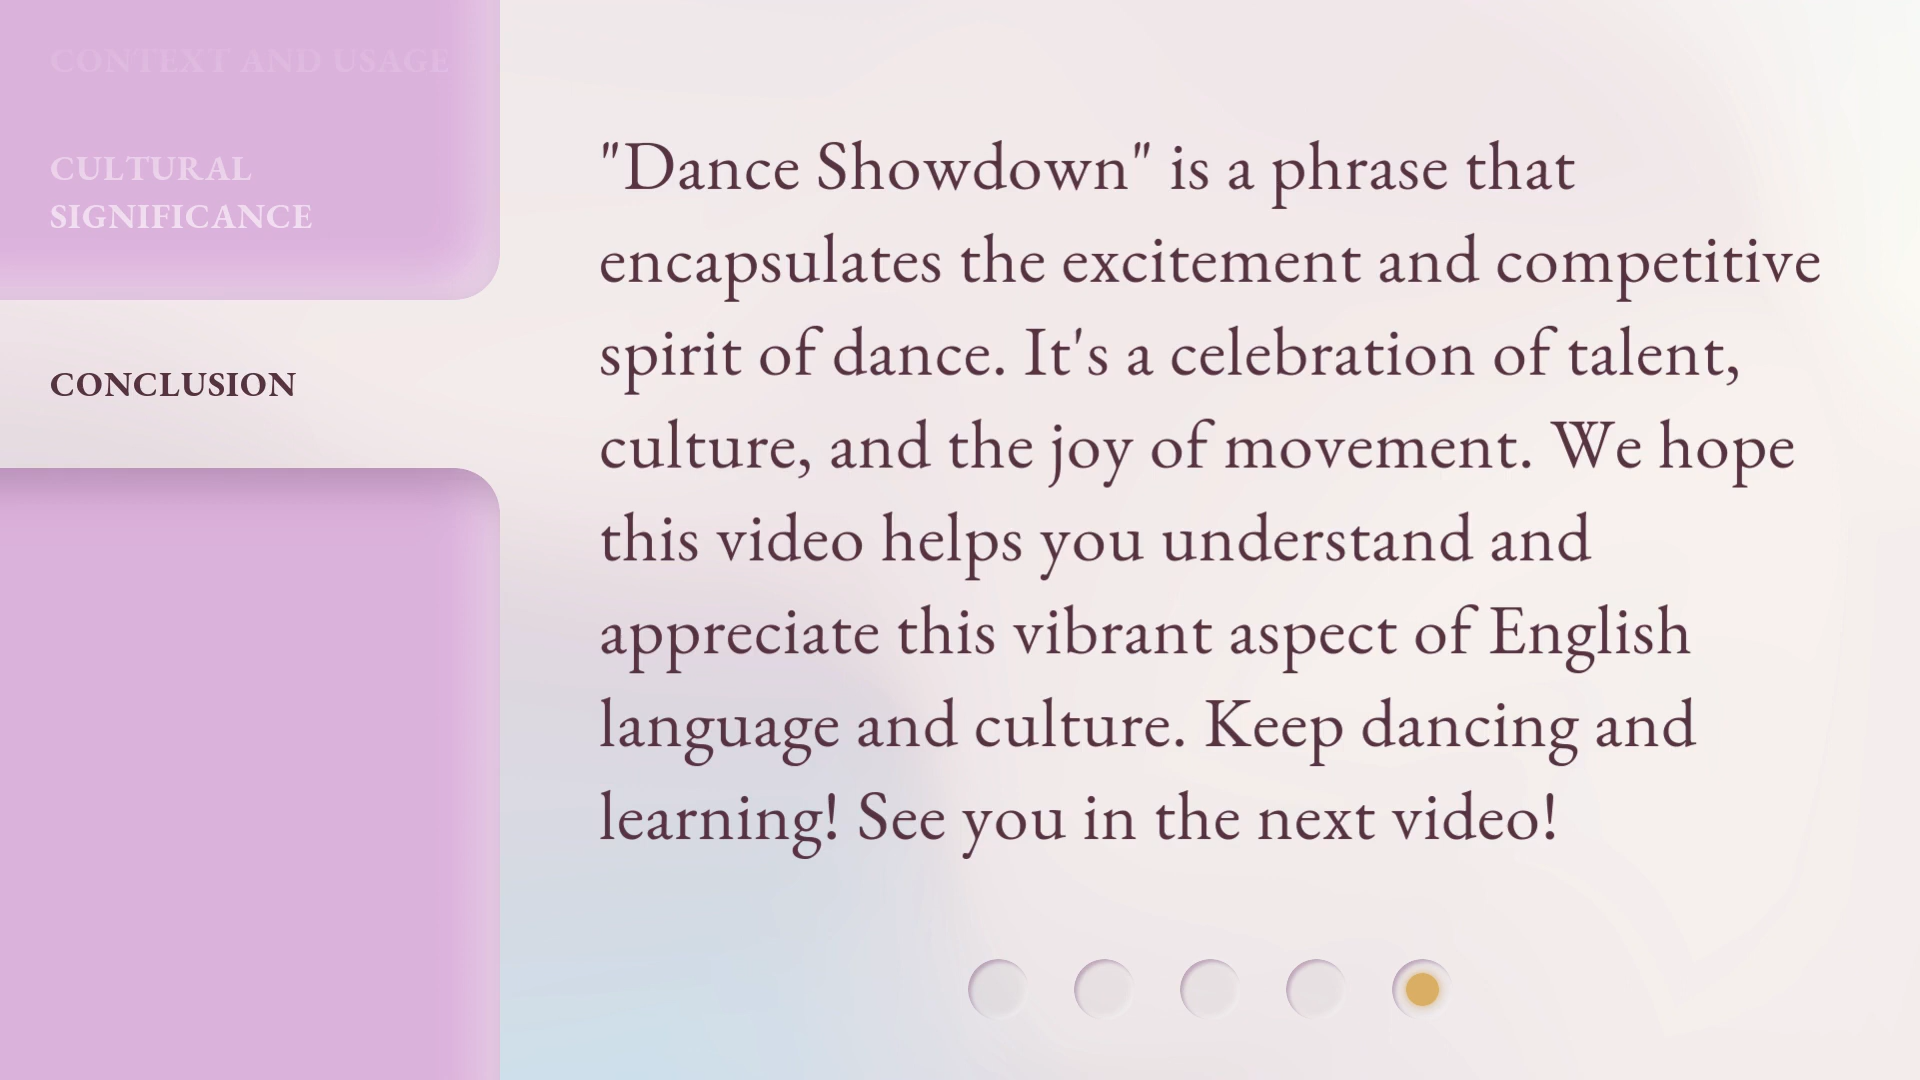 CONTEXT AND USAGE
CULTURAL
SIGNIFICANCE
CONCLUSION
"Dance Showdown" is a phrase that
encapsulates the excitement and competitive
spirit of dance. It's a celebration of talent,
culture, and the joy of movement. We hope
this video helps you understand and
appreciate this vibrant aspect of English
language and culture. Keep dancing and
learning! See you in the next video!